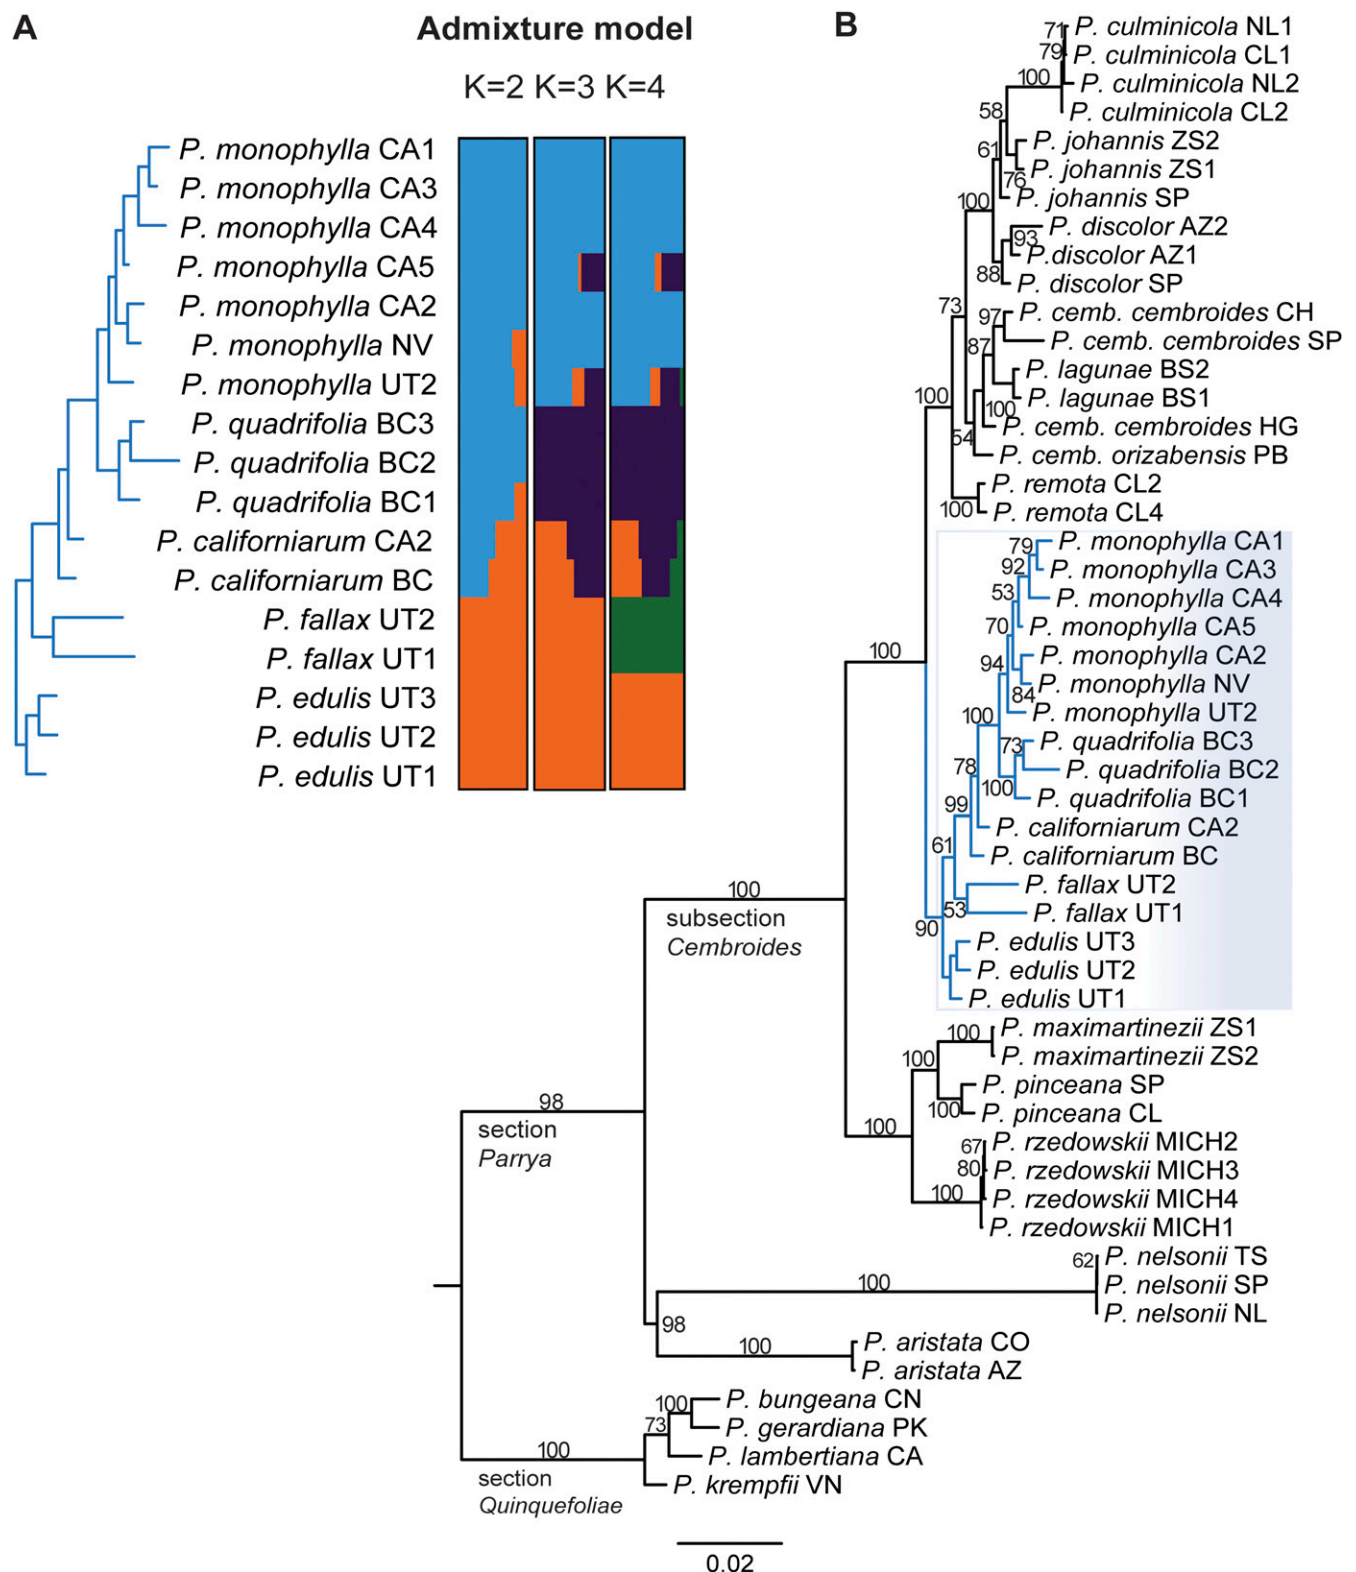 A
Admixture model
K=2 K=3 K=4
P. monophylla CA1
P. monophylla CA3
P. monophylla CA4
P. monophylla CA5
P. monophylla CA2
P. monophylla NV
P. monophylla UT2
P. quadrifolia BC3
P. quadrifolia BC2
P. quadrifolia BC1
P. californiarum CA2
P. californiarum BC
P. fallax UT2
P. fallax UT1
P. edulis UT3
P. edulis UT2
P. edulis UT1
B
71
P. culminicola NL1
79
P. culminicola CL1
100
P. culminicola NL2
P. culminicola CL2
58
P. johannis ZS2
61
P. johannis ZS1
76
P. johannis SP
100
P. discolor AZ2
93
P.discolor AZ1
88
P. discolor SP
73
97
P. cemb. cembroides CH
P. cemb. cembroides SP
87
P. lagunae BS2
P. lagunae BS1
100
100
P. cemb. cembroides HG
54
P. cemb. orizabensis PB
P. remota CL2
100
P. remota CL4
79
P. monophylla CA1
92
P. monophylla CA3
53
P. monophylla CA4
70
P. monophylla CA5
94
P. monophylla CA2
84
P. monophylla NV
P. monophylla UT2
100
73
P. quadrifolia BC3
78
P. quadrifolia BC2
100
P. quadrifolia BC1
99
P. californiarum CA2
61
P. californiarum BC
P. fallax UT2
53
P. fallax UT1
90
P. edulis UT3
P. edulis UT2
P. edulis UT1
100
100
subsection
Cembroides
100
P. maximartinezii ZS1
100
P. maximartinezii ZS2
P. pinceana SP
100
P. pinceana CL
100
67
P. rzedowskii MICH2
80
P. rzedowskii MICH3
100
P. rzedowskii MICH4
P. rzedowskii MICH1
98
section
Parrya
62
P. nelsonii TS
100
P. nelsonii SP
P. nelsonii NL
98
100
P. aristata CO
P. aristata AZ
100
P. bungeana CN
73
P. gerardiana PK
P. lambertiana CA
100
P. krempfii VN
section
Quinquefoliae
0.02